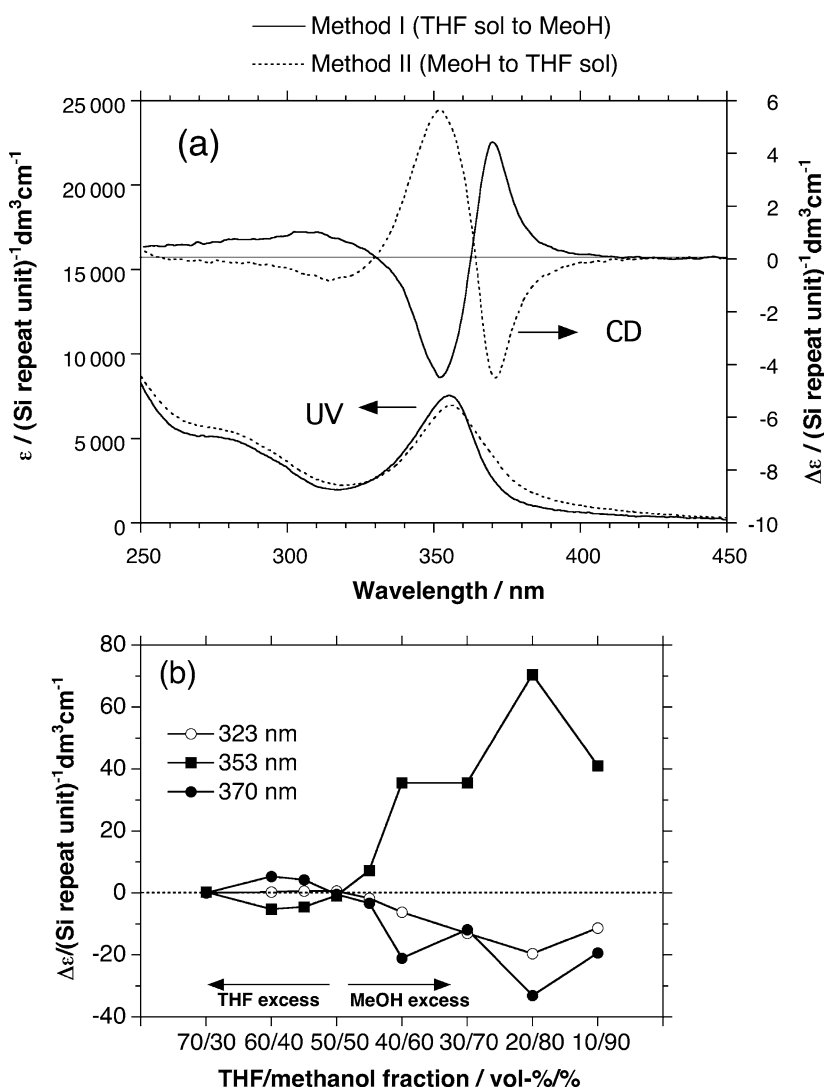 Method I (THF sol to MeoH)
Method II (MeoH to THF sol)
(a)
25 000
20 000
15 000
10 000
5 000
0
ε / (Si repeat unit)⁻¹dm³cm⁻¹
6
4
2
0
-2
-4
-6
-8
-10
Δε / (Si repeat unit)⁻¹dm³cm⁻¹
CD
UV
250 300 350 400 450
Wavelength / nm
(b)
80
60
40
20
0
-20
-40
Δε/(Si repeat unit)⁻¹dm³cm⁻¹
323 nm
353 nm
370 nm
THF excess MeOH excess
70/30 60/40 50/50 40/60 30/70 20/80 10/90
THF/methanol fraction / vol-%/%